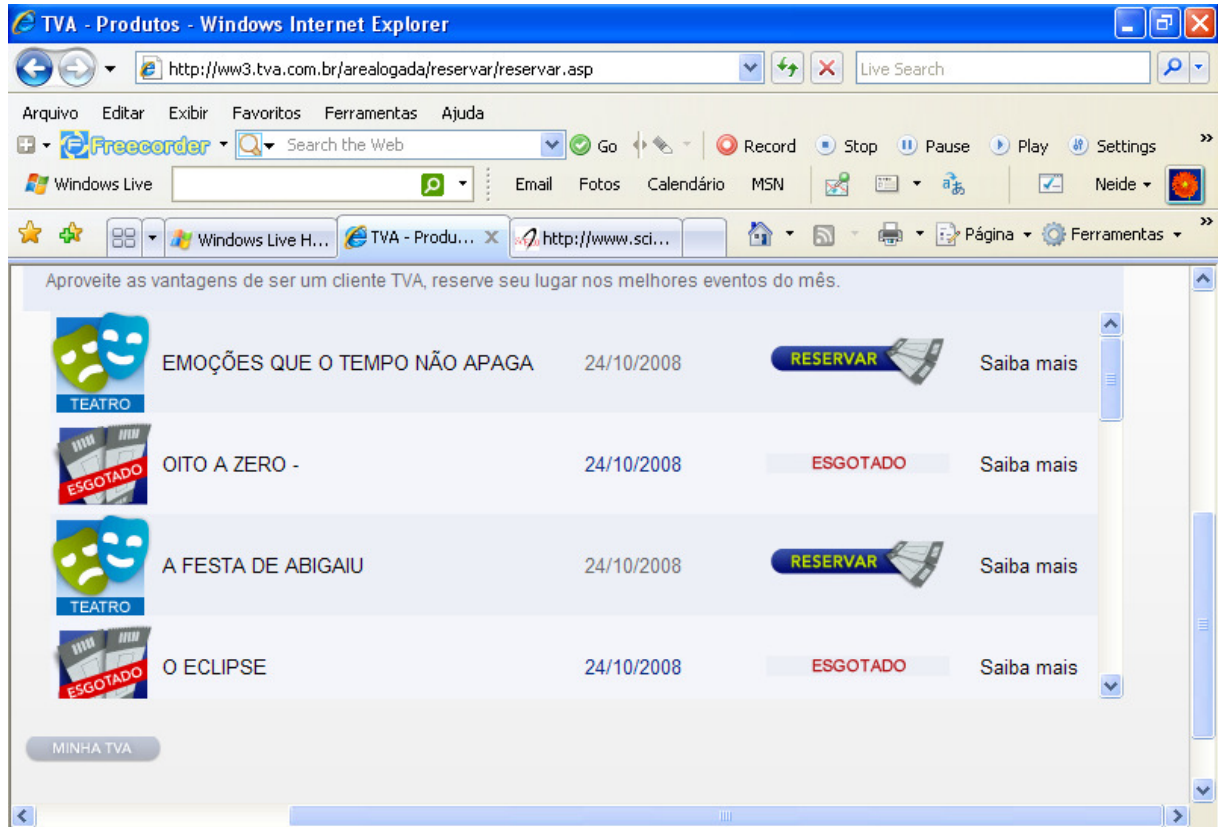 TVA - Produtos - Windows Internet Explorer
http://ww3.tva.com.br/arealogada/reservar/reservar.asp Live Search
Arquivo Editar Exibir Favoritos Ferramentas Ajuda
Freecorder Search the Web Go Record Stop Pause Play Settings »
Windows Live Email Fotos Calendário MSN Neide
Windows Live H... TVA - Produ... X http://www.sci... Página Ferramentas »
Aproveite as vantagens de ser um cliente TVA, reserve seu lugar nos melhores eventos do mês.
EMOÇÕES QUE O TEMPO NÃO APAGA 24/10/2008 RESERVAR Saiba mais
TEATRO
ESGOTADO OITO A ZERO - 24/10/2008 ESGOTADO Saiba mais
A FESTA DE ABIGAIU 24/10/2008 RESERVAR Saiba mais
TEATRO
ESGOTADO O ECLIPSE 24/10/2008 ESGOTADO Saiba mais
MINHA TVA